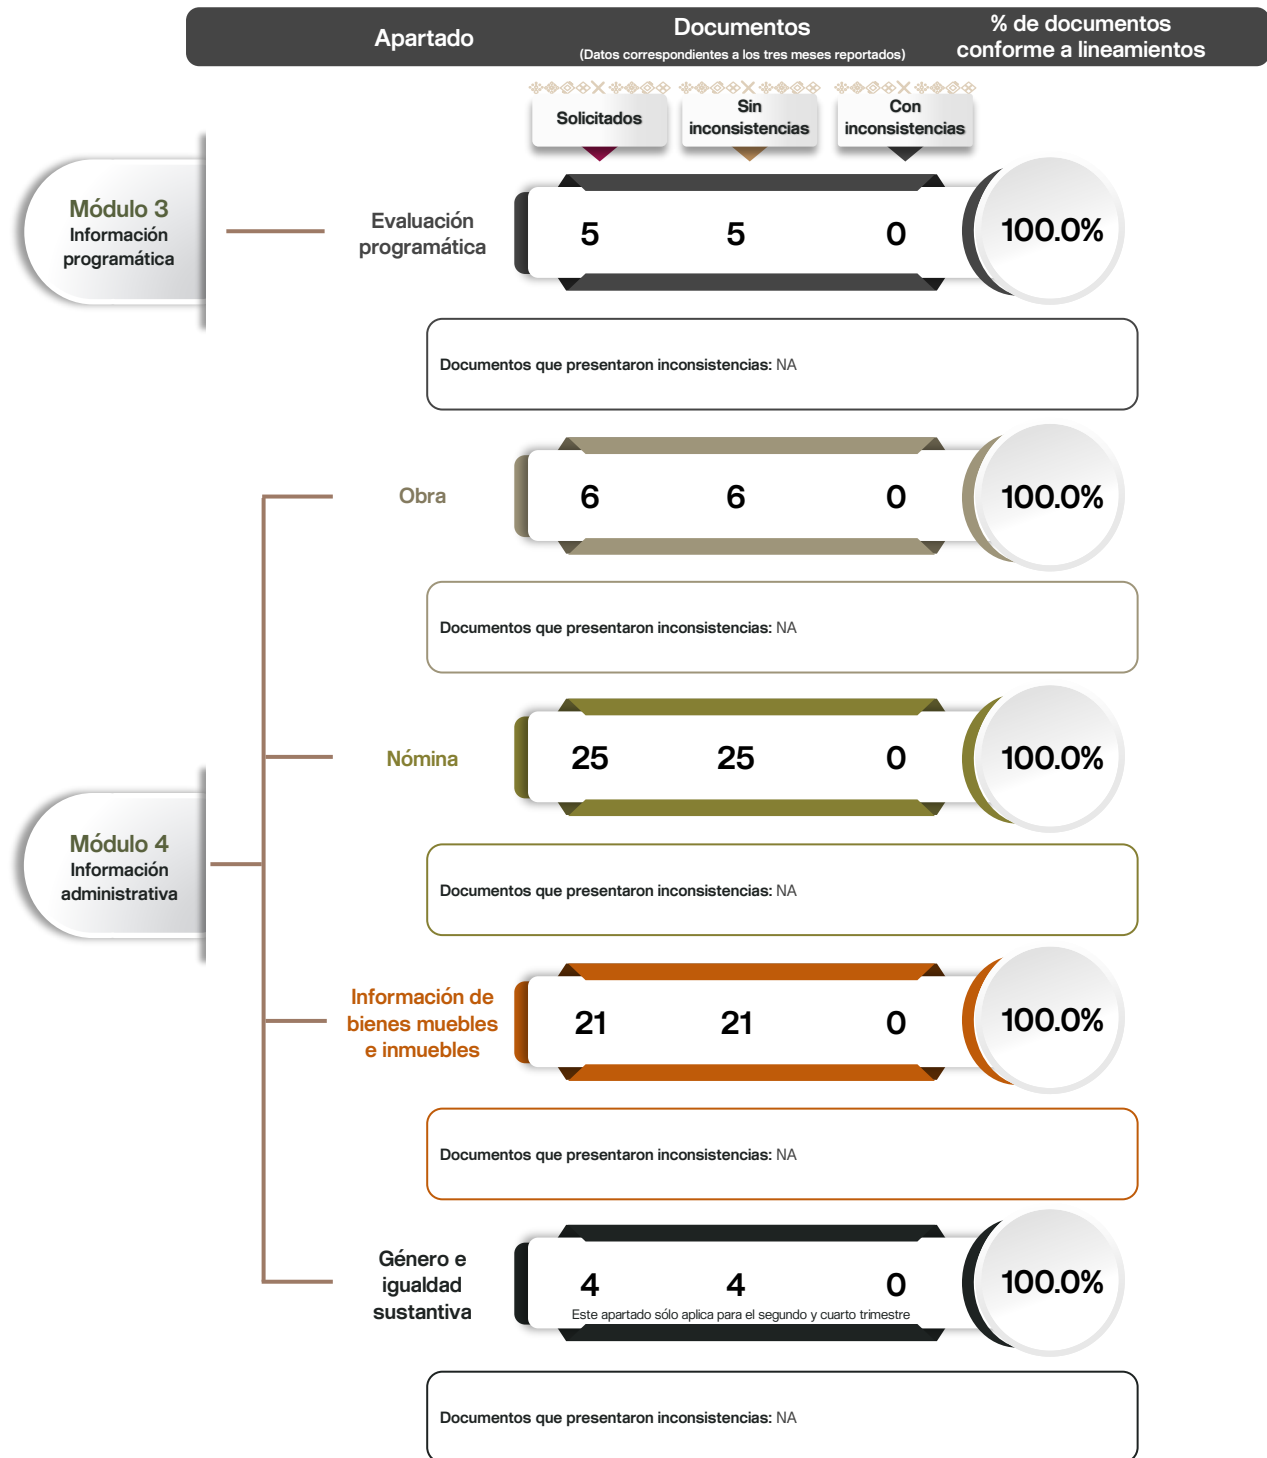 Apartado
Documentos
(Datos correspondientes a los tres meses reportados)
% de documentos
conforme a lineamientos
Solicitados
Sin
inconsistencias
Con
inconsistencias
Módulo 3
Información
programática
Evaluación
programática
5 5 0 100.0%
Documentos que presentaron inconsistencias: NA
Módulo 4
Información
administrativa
Obra
6 6 0 100.0%
Documentos que presentaron inconsistencias: NA
Nómina
25 25 0 100.0%
Documentos que presentaron inconsistencias: NA
Información de
bienes muebles
e inmuebles
21 21 0 100.0%
Documentos que presentaron inconsistencias: NA
Género e
igualdad
sustantiva
4 4 0 100.0%
Este apartado sólo aplica para el segundo y cuarto trimestre
Documentos que presentaron inconsistencias: NA